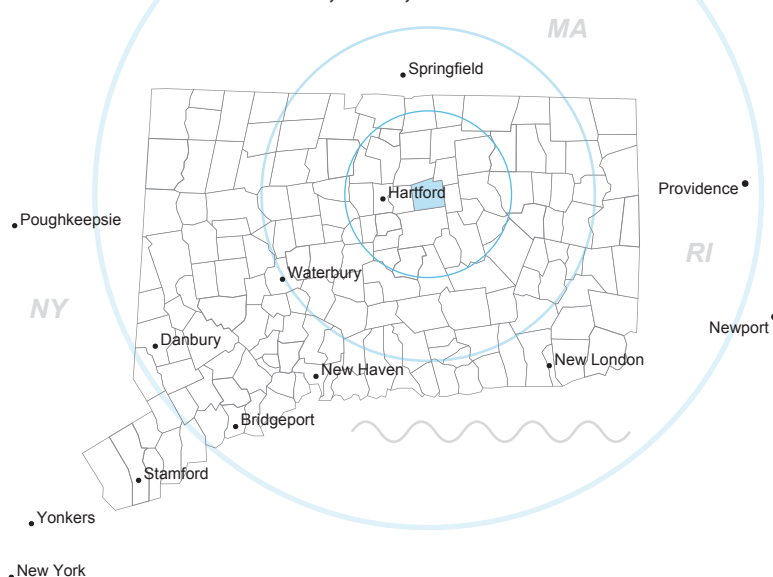 MA
Springfield
Hartford
Providence
Poughkeepsie
RI
Waterbury
NY
Newport
Danbury
New London
New Haven
Bridgeport
Stamford
Yonkers
New York